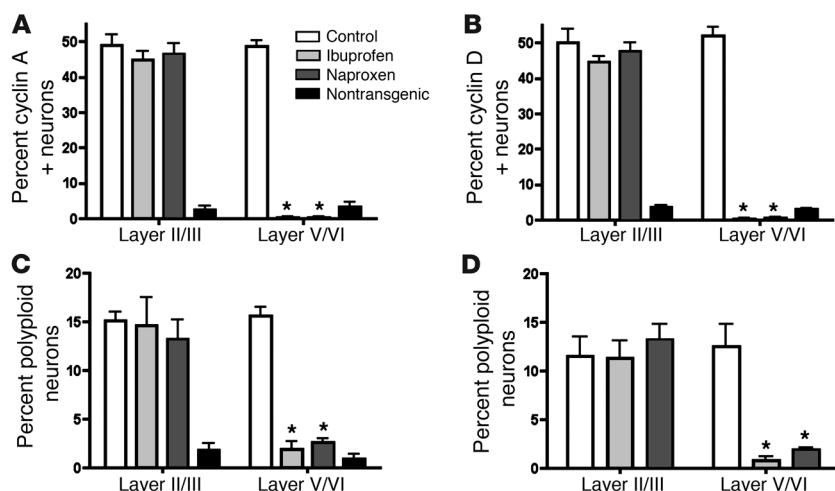 A
Percent cyclin A
+ neurons
50
40
30
20
10
0
Control
Ibuprofen
Naproxen
Nontransgenic
* *
Layer II/III Layer V/VI
B
Percent cyclin D
+ neurons
50
40
30
20
10
0
* *
Layer II/III Layer V/VI
C
Percent polyploid
neurons
20
15
10
5
0
* *
Layer II/III Layer V/VI
D
Percent polyploid
neurons
20
15
10
5
0
* *
Layer II/III Layer V/VI